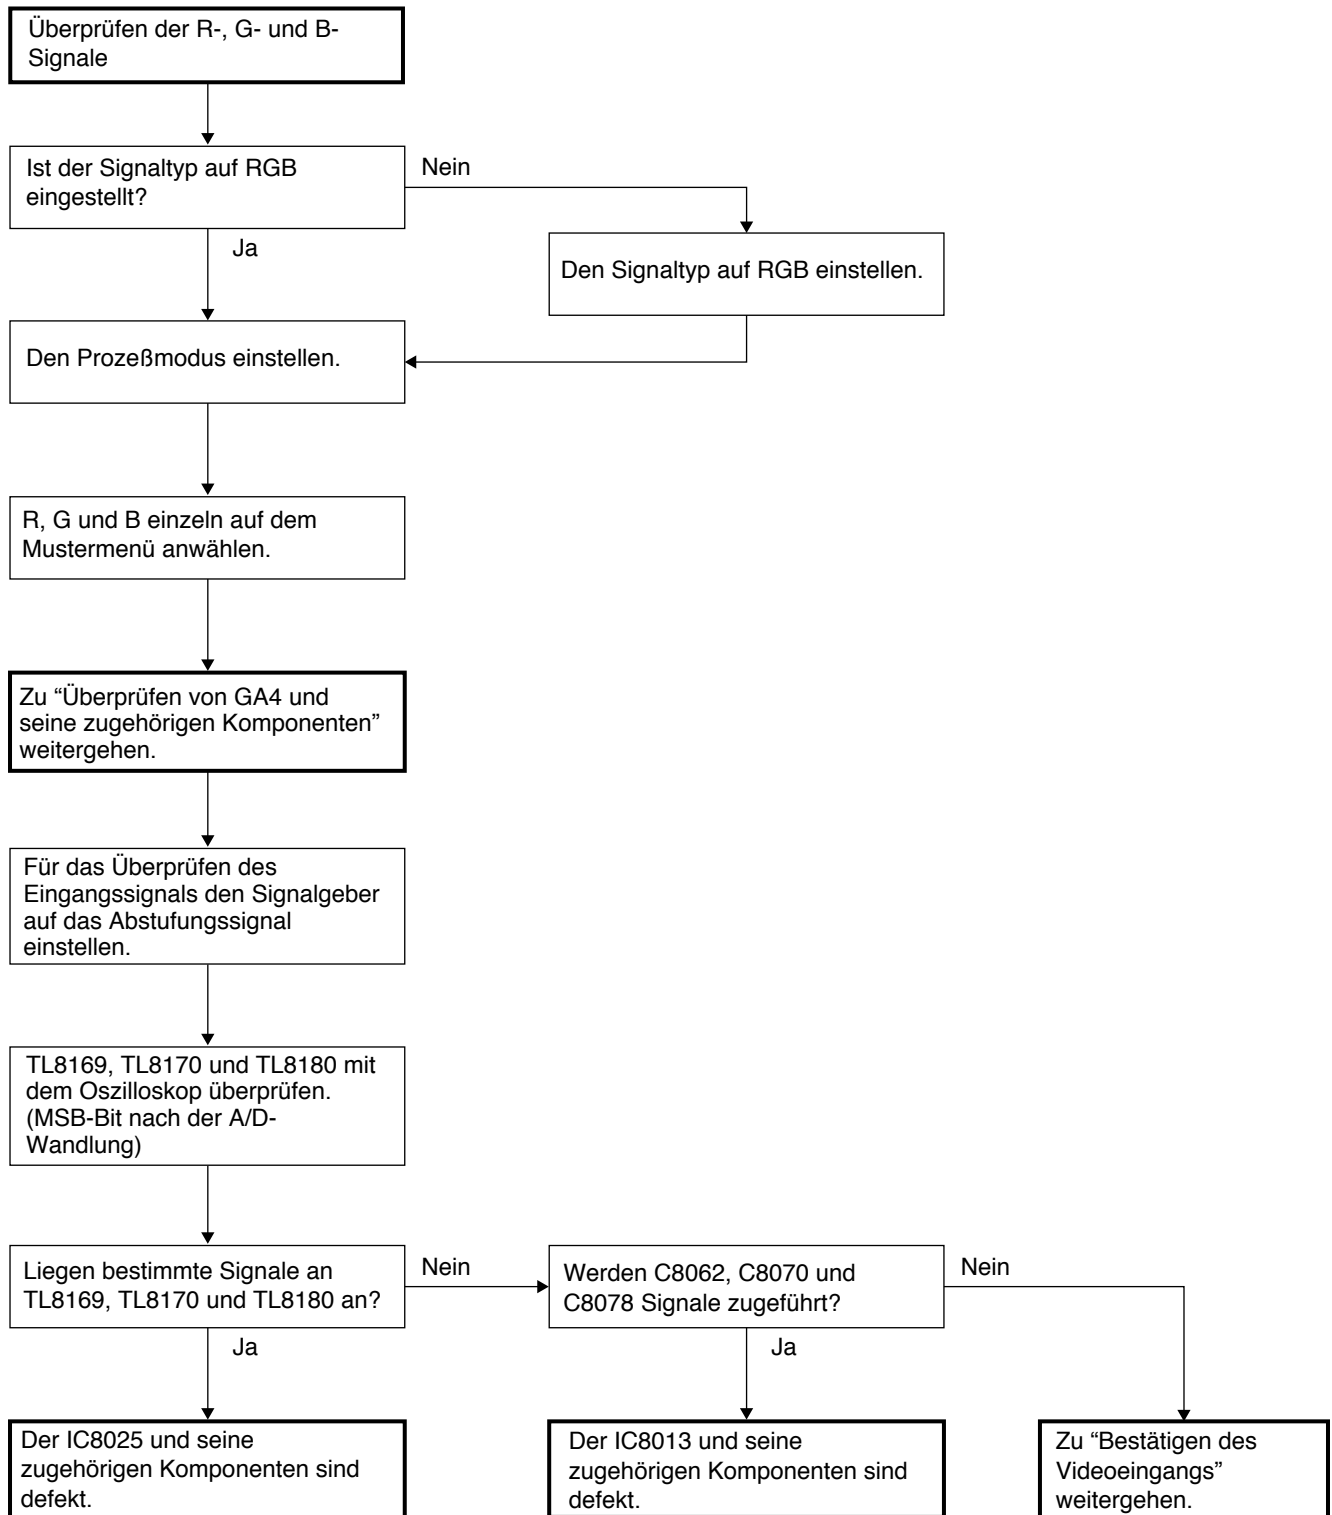 Überprüfen der R-, G- und B-
Signale
Ist der Signaltyp auf RGB
eingestellt?
Nein
Ja
Den Signaltyp auf RGB einstellen.
Den Prozeßmodus einstellen.
R, G und B einzeln auf dem
Mustermenü anwählen.
Zu “Überprüfen von GA4 und
seine zugehörigen Komponenten”
weitergehen.
Für das Überprüfen des
Eingangssignals den Signalgeber
auf das Abstufungssignal
einstellen.
TL8169, TL8170 und TL8180 mit
dem Oszilloskop überprüfen.
(MSB-Bit nach der A/D-
Wandlung)
Liegen bestimmte Signale an
TL8169, TL8170 und TL8180 an?
Nein
Ja
Werden C8062, C8070 und
C8078 Signale zugeführt?
Nein
Ja
Der IC8025 und seine
zugehörigen Komponenten sind
defekt.
Der IC8013 und seine
zugehörigen Komponenten sind
defekt.
Zu “Bestätigen des
Videoeingangs”
weitergehen.